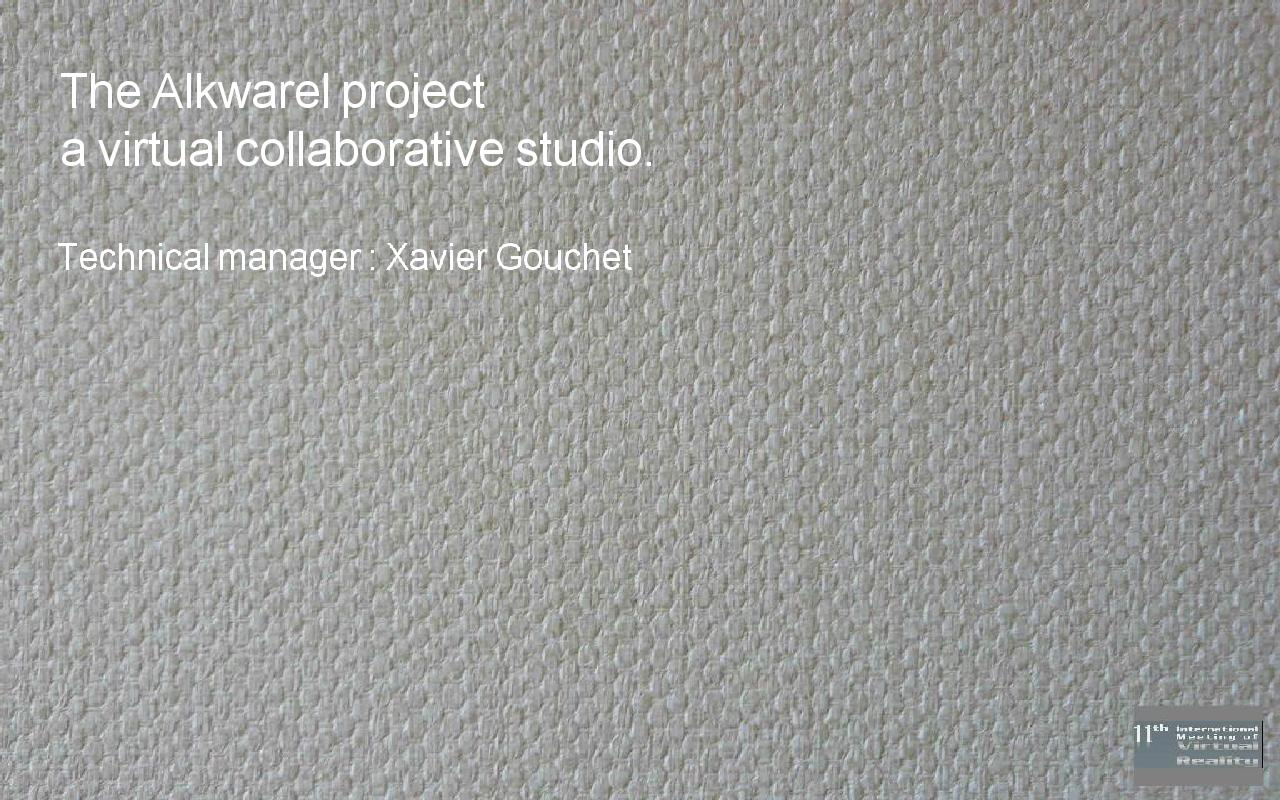 The Alkwarel project
a virtual collaborative studio.
Technical manager : Xavier Gouchet
11th International
Meeting of
Virtual
Reality